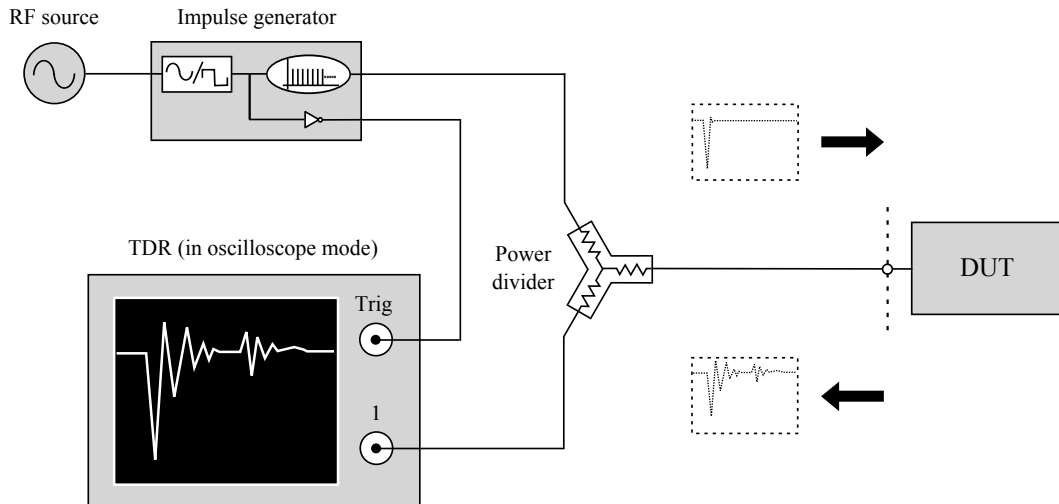 RF source
Impulse generator
TDR (in oscilloscope mode)
Trig
1
Power
divider
DUT